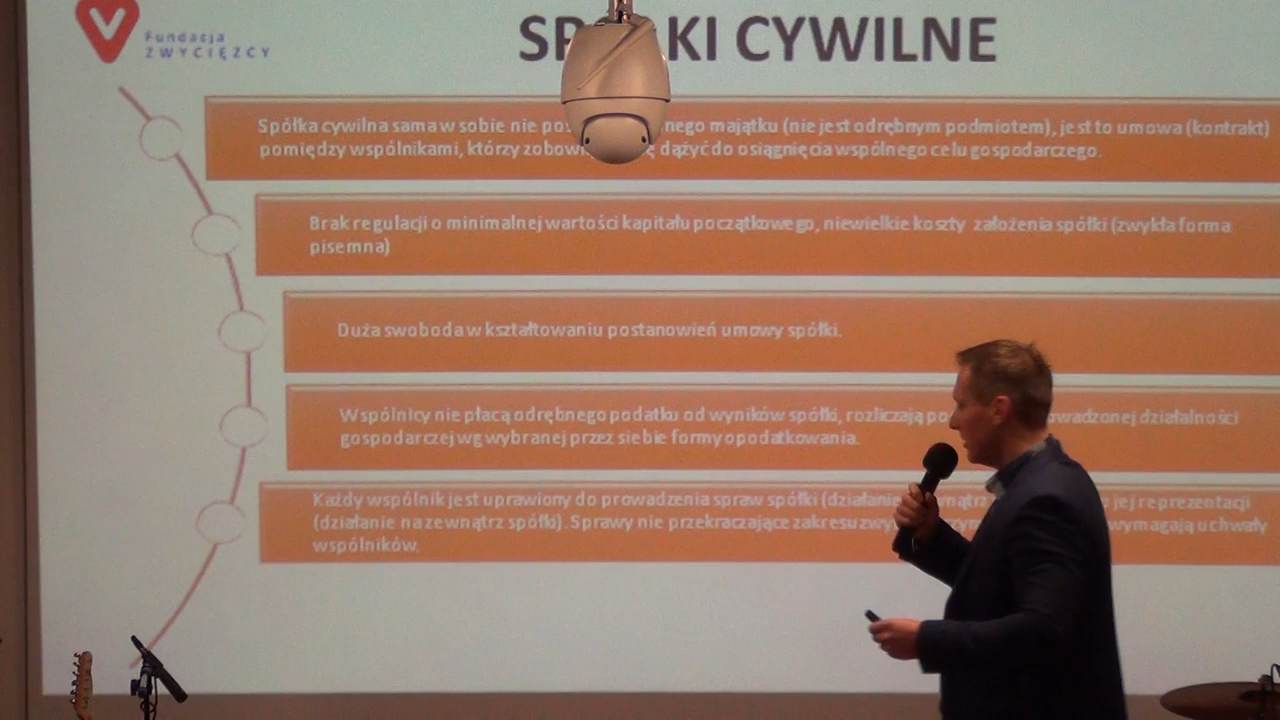 Fundacja
ZWYCIĘZCY
CYWILNE
Spółka cywilna sama w sobie nie majątku (nie jest odrębnym podmiotem), jest to umowa (kontrakt)
pomiędzy wspólnikami, którzy dążyć do osiągnięcia wspólnego celu gospodarczego.
Brak regulacji o minimalnej wartości kapitału początkowego, niewielkie koszty założenia spółki (zwykła forma
pisemna)
Duża swoboda w kształtowaniu postanowień umowy spółki.
Wspólnicy nie płacą odrębnego podatku od wyników spółki, rozliczają działalności
gospodarczej wg wybranej przez siebie formy opodatkowania.
Każdy wspólnik jest uprawiony do prowadzenia spraw spółki jej reprezentacji
(działanie na zewnątrz spółki). Sprawy nie przekraczające zakresu wymagają uchwały
wspólników.